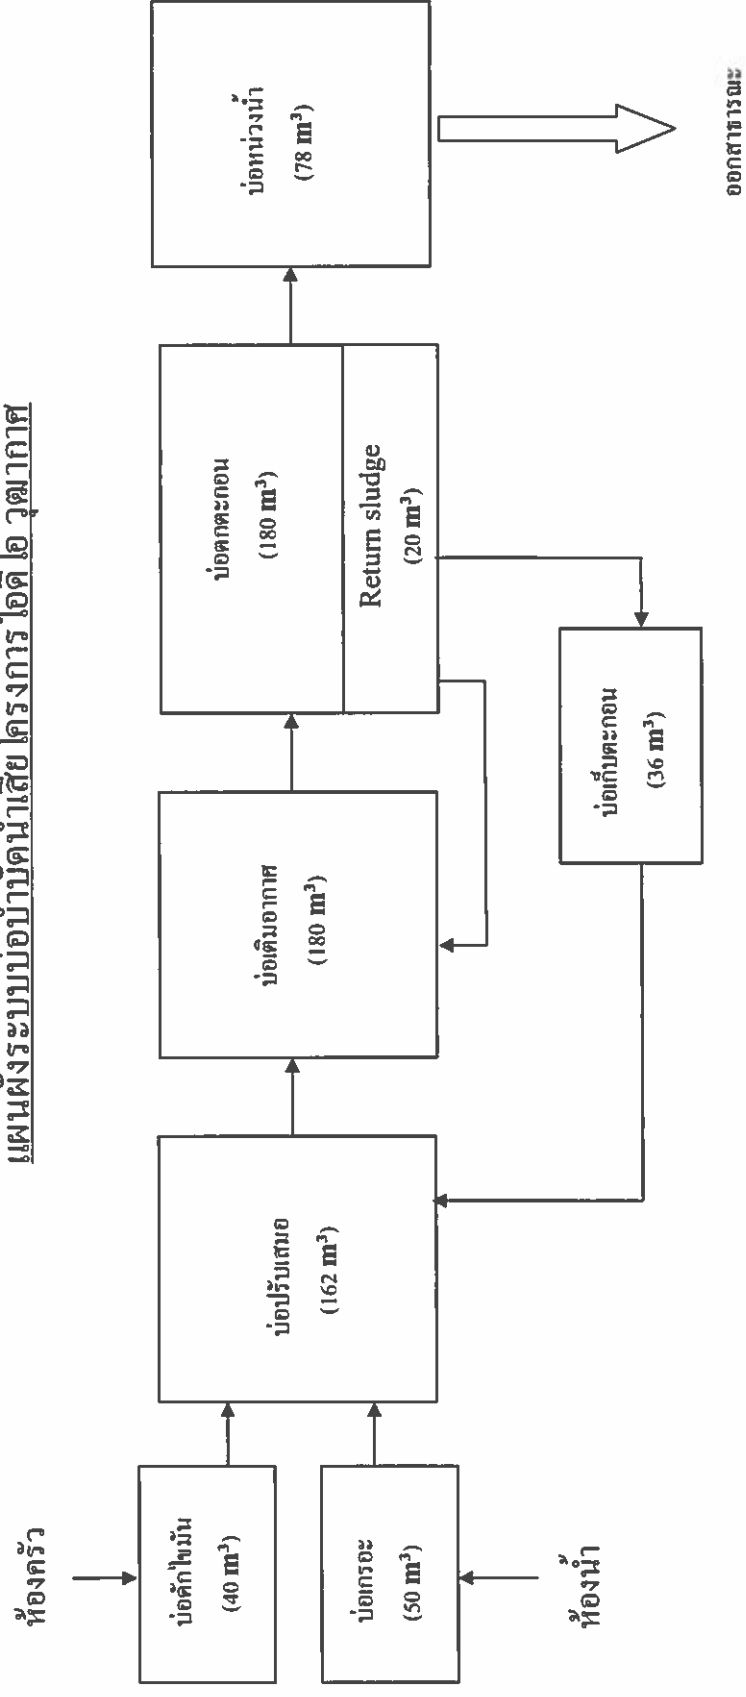 แผนผังระบบบ่อบำบัดน้ำเสียโครงการ ไอดีโอ วุฒากาศ
ห้องครัว
บ่อดักไขมัน
(40 m³)
บ่อเกรอะ
(50 m³)
ห้องน้ำ
บ่อปรับเสมอ
(162 m³)
บ่อเติมอากาศ
(180 m³)
บ่อตกตะกอน
(180 m³)
Return sludge
(20 m³)
บ่อเก็บตะกอน
(36 m³)
บ่อหน่วงน้ำ
(78 m³)
ออกสาธารณะ